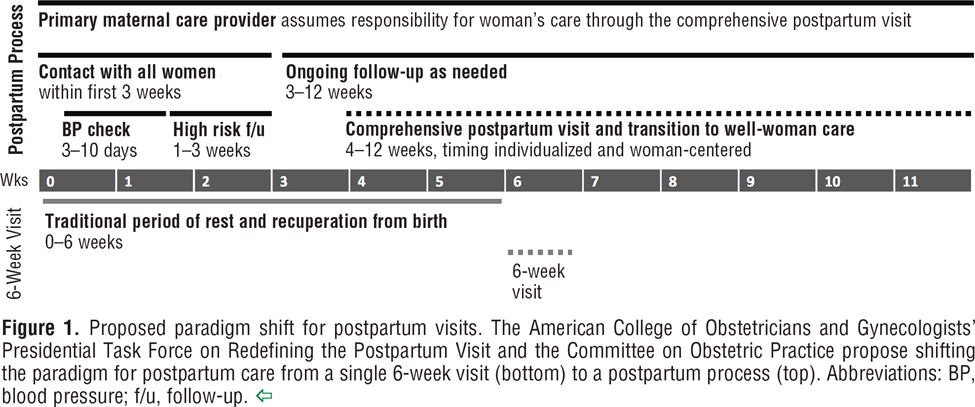 Postpartum Process
Primary maternal care provider assumes responsibility for woman’s care through the comprehensive postpartum visit
Contact with all women
within first 3 weeks
Ongoing follow-up as needed
3–12 weeks
BP check
3–10 days
High risk f/u
1–3 weeks
Comprehensive postpartum visit and transition to well-woman care
4–12 weeks, timing individualized and woman-centered
Wks 0 1 2 3 4 5 6 7 8 9 10 11
6-Week Visit
Traditional period of rest and recuperation from birth
0–6 weeks
6-week
visit
Figure 1. Proposed paradigm shift for postpartum visits. The American College of Obstetricians and Gynecologists’
Presidential Task Force on Redefining the Postpartum Visit and the Committee on Obstetric Practice propose shifting
the paradigm for postpartum care from a single 6-week visit (bottom) to a postpartum process (top). Abbreviations: BP,
blood pressure; f/u, follow-up. ⇦